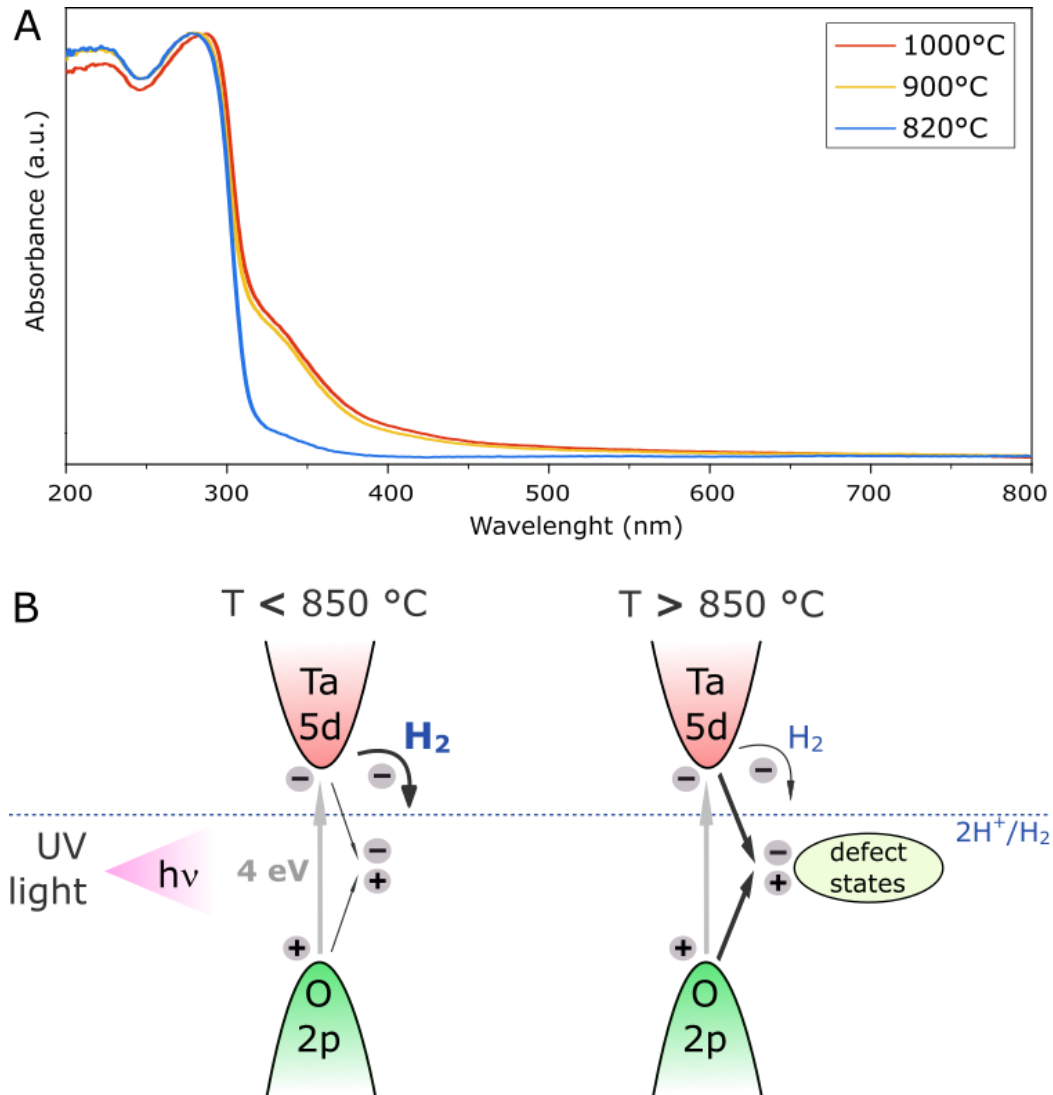 A
1000°C
900°C
820°C
Absorbance (a.u.)
200 300 400 500 600 700 800
Wavelenght (nm)
B
T < 850 °C T > 850 °C
Ta
5d
H₂
Ta
5d
H₂
− − − −
2H⁺/H₂
UV
light
hν
4 eV
−
+
−
+
defect
states
+ +
O
2p
O
2p